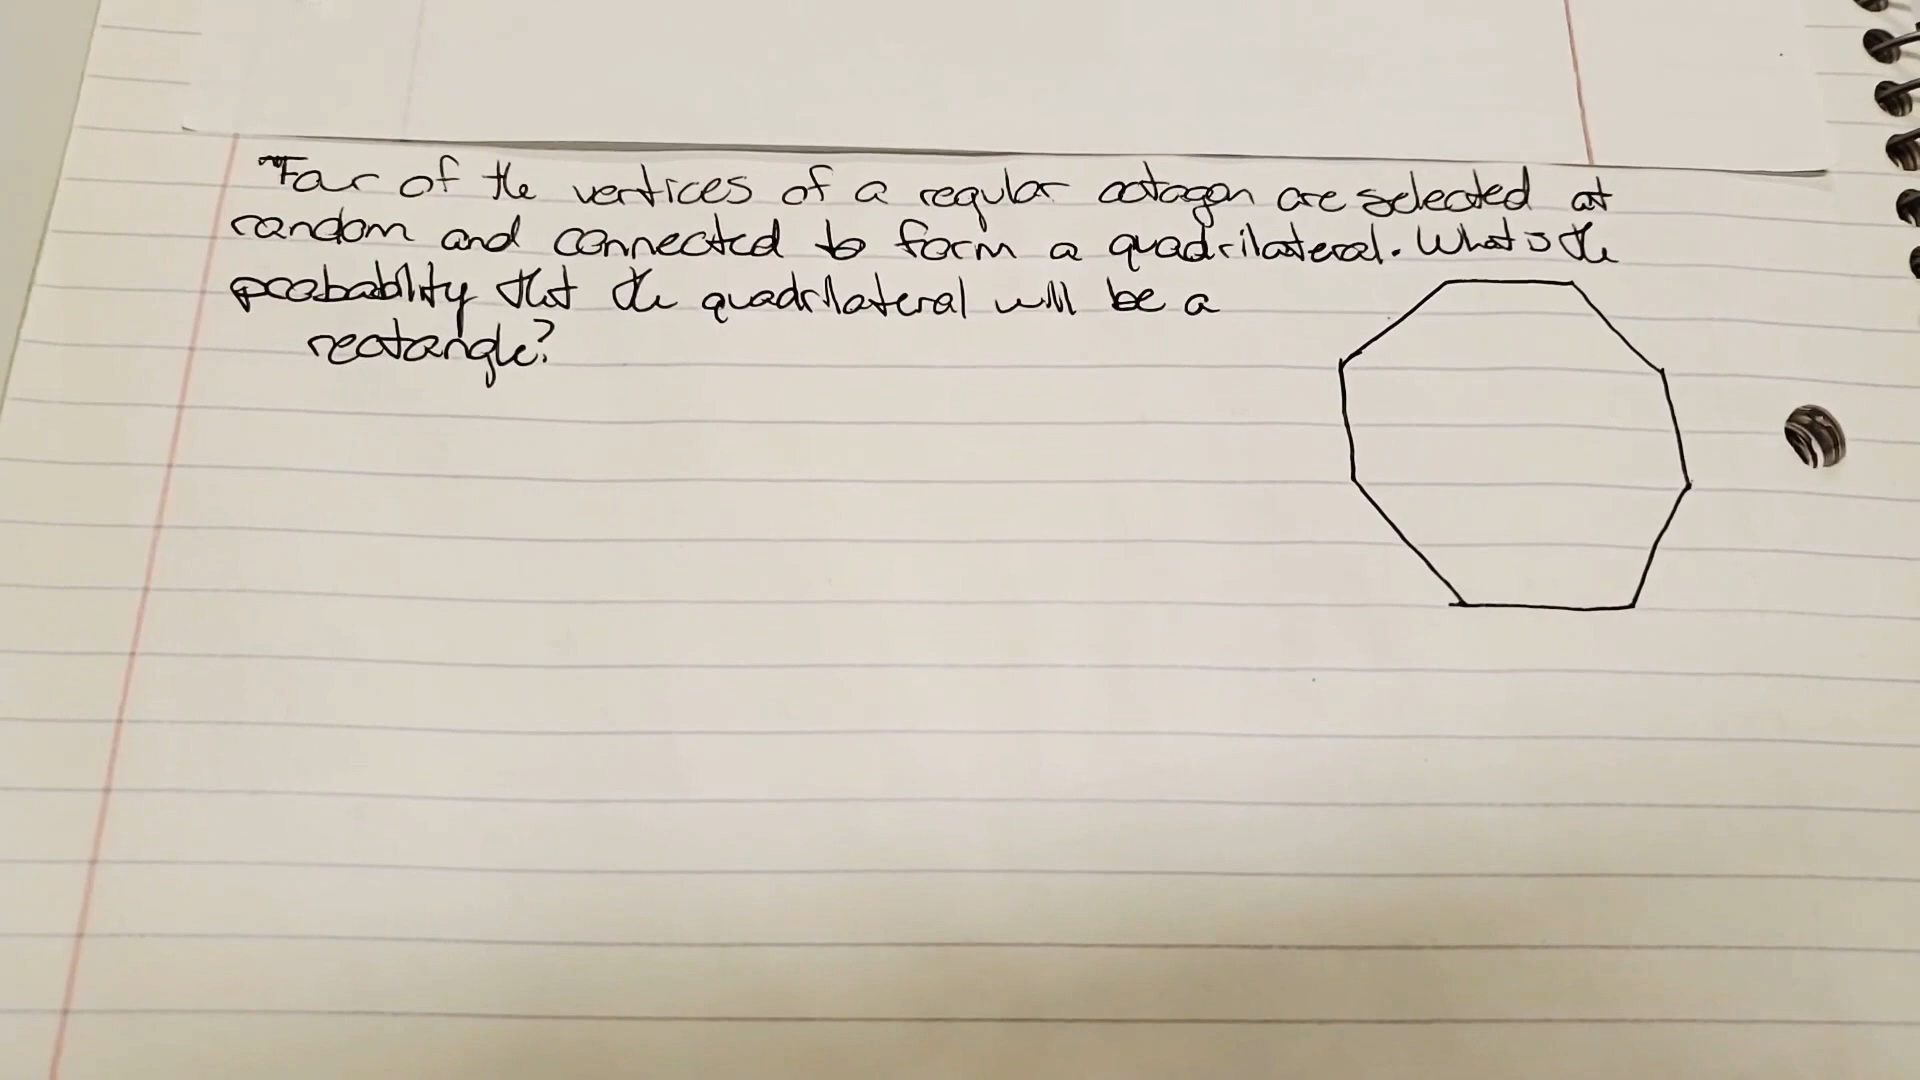 Four of the vertices of a regular octagon are selected at
random and connected to form a quadrilateral. What is the
probability that the quadrilateral will be a
rectangle?